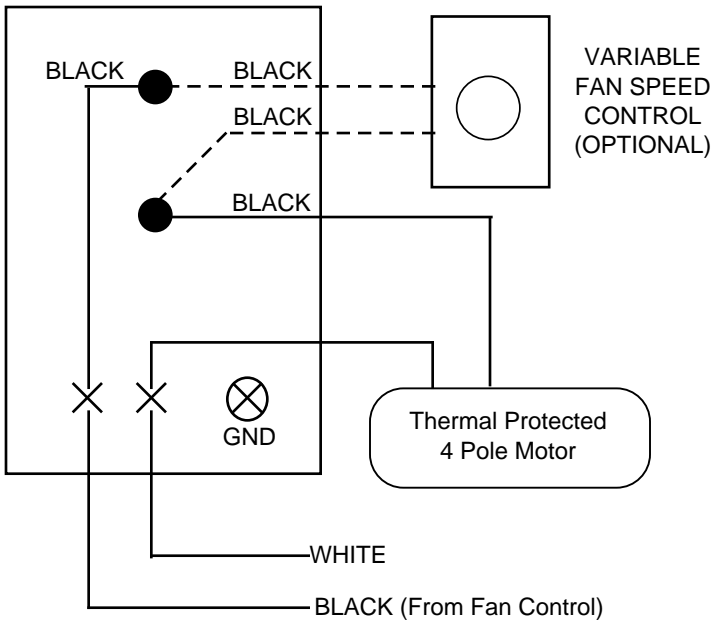 BLACK
BLACK
VARIABLE
FAN SPEED
CONTROL
(OPTIONAL)
BLACK
BLACK
GND
Thermal Protected
4 Pole Motor
WHITE
BLACK (From Fan Control)